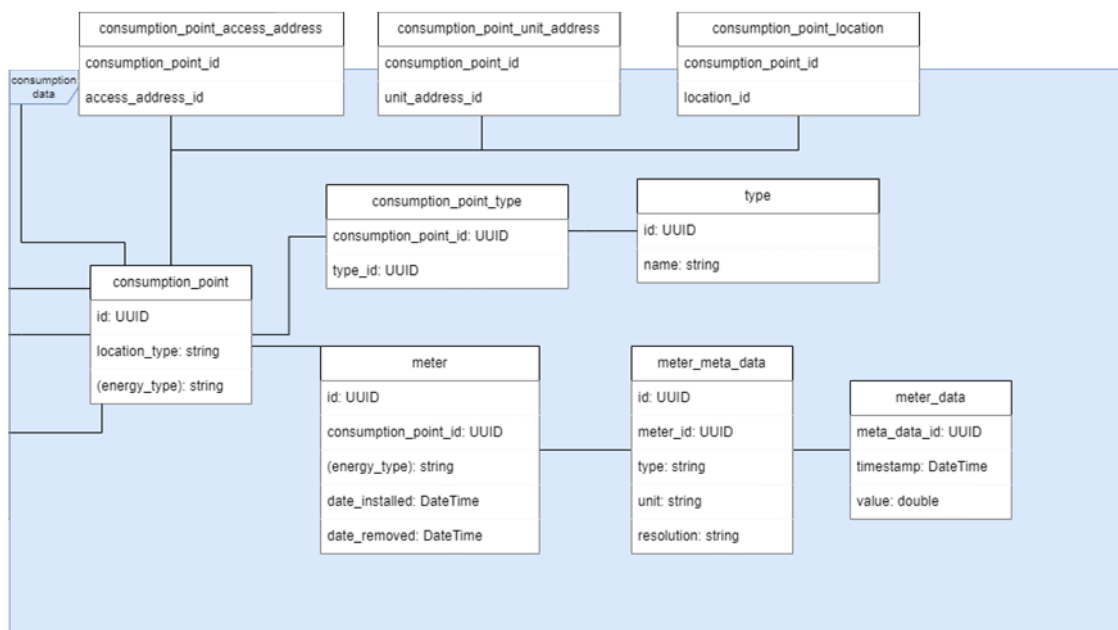 consumption_point_access_address
consumption_point_id
access_address_id
consumption_point_unit_address
consumption_point_id
unit_address_id
consumption_point_location
consumption_point_id
location_id
consumption
data
consumption_point_type
consumption_point_id: UUID
type_id: UUID
type
id: UUID
name: string
consumption_point
id: UUID
location_type: string
(energy_type): string
meter
id: UUID
consumption_point_id: UUID
(energy_type): string
date_installed: DateTime
date_removed: DateTime
meter_meta_data
id: UUID
meter_id: UUID
type: string
unit: string
resolution: string
meter_data
meta_data_id: UUID
timestamp: DateTime
value: double